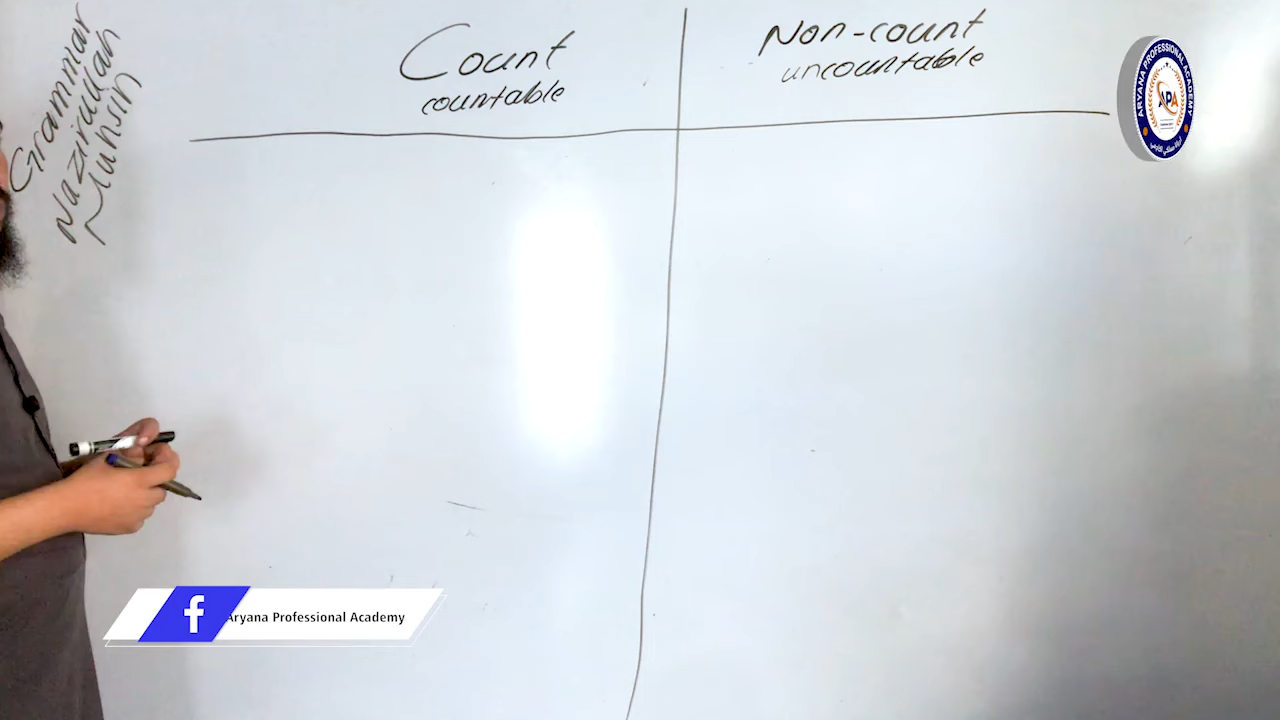 Grammar
Nazirullah
Muhsin
Count
countable
Non-count
uncountable
ARYANA PROFESSIONAL ACADEMY
APA
Aryana Professional Academy